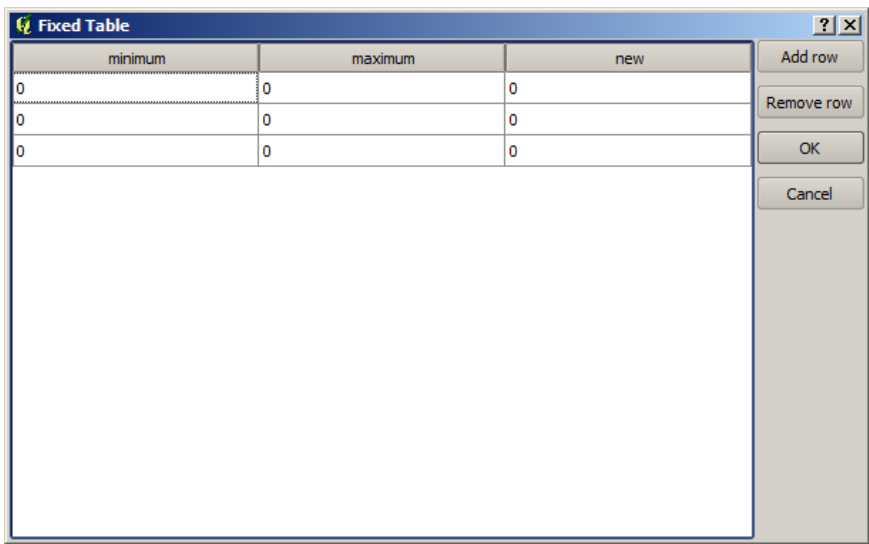 Fixed Table
? X
minimum maximum new Add row
0 0 0
Remove row
0 0 0
0 0 0 OK
Cancel